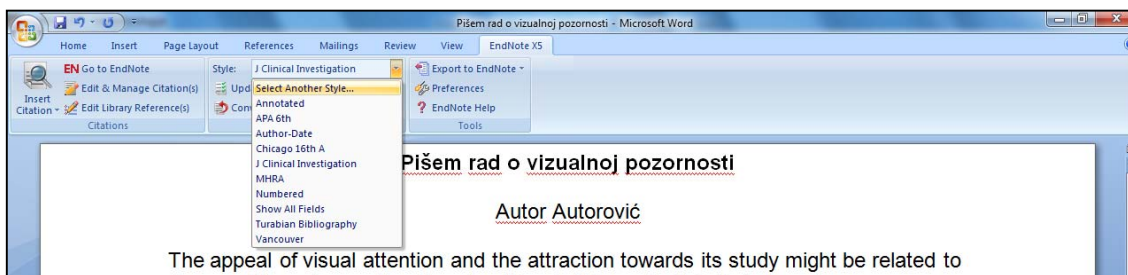 Pišem rad o vizualnoj pozornosti - Microsoft Word
Home Insert Page Layout References Mailings Review View EndNote X5
EN Go to EndNote Style: J Clinical Investigation Export to EndNote
Edit & Manage Citation(s) Upd Select Another Style... Preferences
Insert Citation Edit Library Reference(s) Conv Annotated EndNote Help
APA 6th
Citations Author-Date Tools
Chicago 16th A
J Clinical Investigation
MHRA
Numbered
Show All Fields
Turabian Bibliography
Vancouver
Pišem rad o vizualnoj pozornosti
Autor Autorović
The appeal of visual attention and the attraction towards its study might be related to